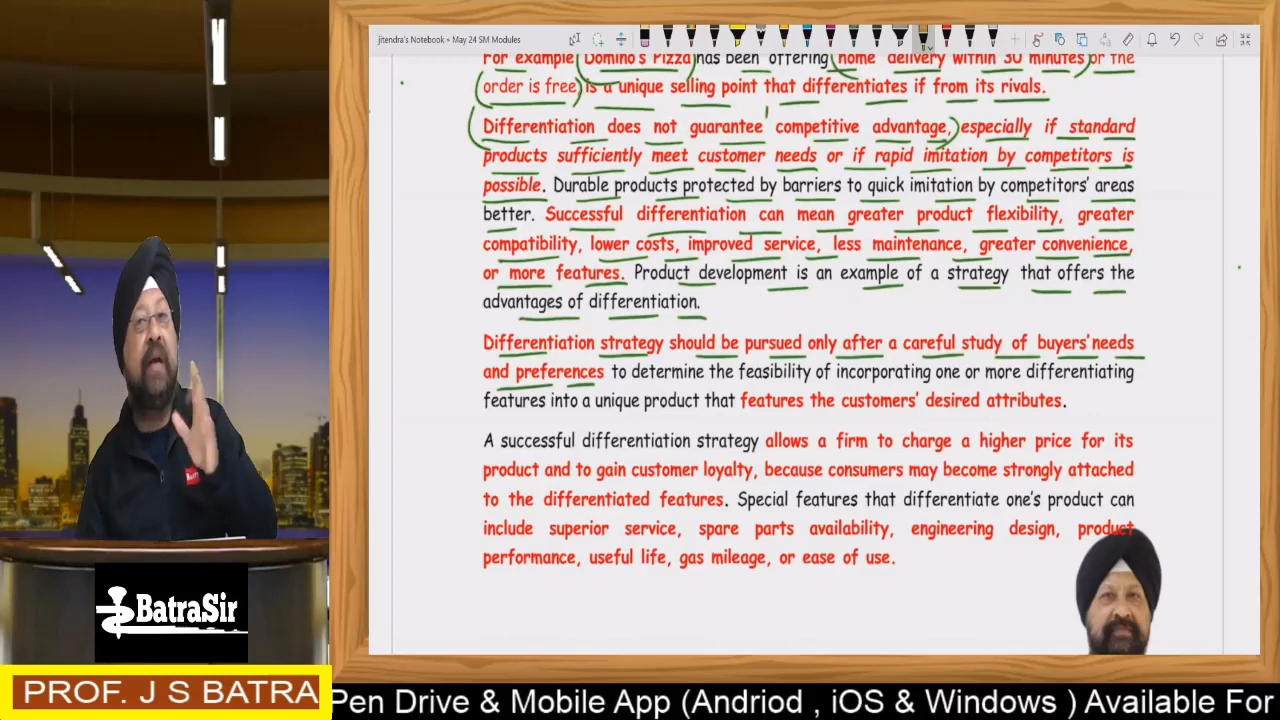 jitendra's Notebook » May 24 SM Modules
For example Domino's Pizza has been offering home delivery within 30 minutes or the
order is free is a unique selling point that differentiates if from its rivals.
Differentiation does not guarantee competitive advantage, especially if standard
products sufficiently meet customer needs or if rapid imitation by competitors is
possible. Durable products protected by barriers to quick imitation by competitors' areas
better. Successful differentiation can mean greater product flexibility, greater
compatibility, lower costs, improved service, less maintenance, greater convenience,
or more features. Product development is an example of a strategy that offers the
advantages of differentiation.
Differentiation strategy should be pursued only after a careful study of buyers' needs
and preferences to determine the feasibility of incorporating one or more differentiating
features into a unique product that features the customers' desired attributes.
A successful differentiation strategy allows a firm to charge a higher price for its
product and to gain customer loyalty, because consumers may become strongly attached
to the differentiated features. Special features that differentiate one's product can
include superior service, spare parts availability, engineering design, product
performance, useful life, gas mileage, or ease of use.
BatraSir
PROF. J S BATRA
Pen Drive & Mobile App (Andriod , iOS & Windows ) Available For